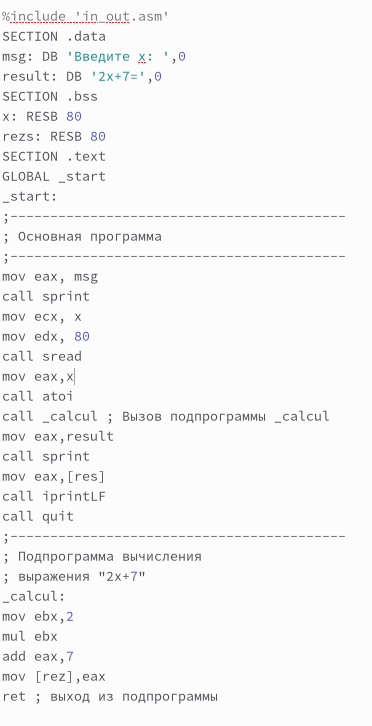 %include 'in_out.asm'
SECTION .data
msg: DB 'Введите x: ',0
result: DB '2x+7=',0
SECTION .bss
x: RESB 80
rezs: RESB 80
SECTION .text
GLOBAL _start
_start:
;------------------------------------------
; Основная программа
;------------------------------------------
mov eax, msg
call sprint
mov ecx, x
mov edx, 80
call sread
mov eax,x
call atoi
call _calcul ; Вызов подпрограммы _calcul
mov eax,result
call sprint
mov eax,[res]
call iprintLF
call quit
;------------------------------------------
; Подпрограмма вычисления
; выражения "2x+7"
_calcul:
mov ebx,2
mul ebx
add eax,7
mov [rez],eax
ret ; выход из подпрограммы